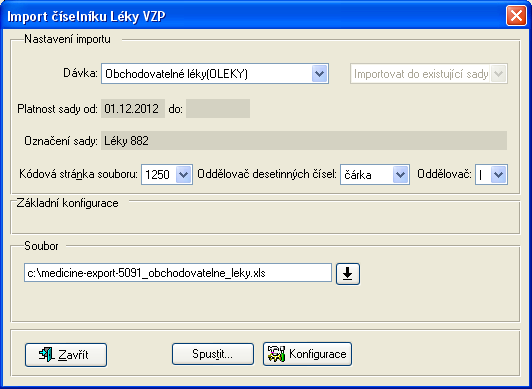 Import číselníku Léky VZP
Nastavení importu
Dávka: Obchodovatelné léky(OLEKY) Importovat do existující sady
Platnost sady od: 01.12.2012 do:
Označení sady: Léky 882
Kódová stránka souboru: 1250 Oddělovač desetinných čísel: čárka Oddělovač: |
Základní konfigurace
Soubor
c:\medicine-export-5091_obchodovatelne_leky.xls
Zavřít Spustit... Konfigurace